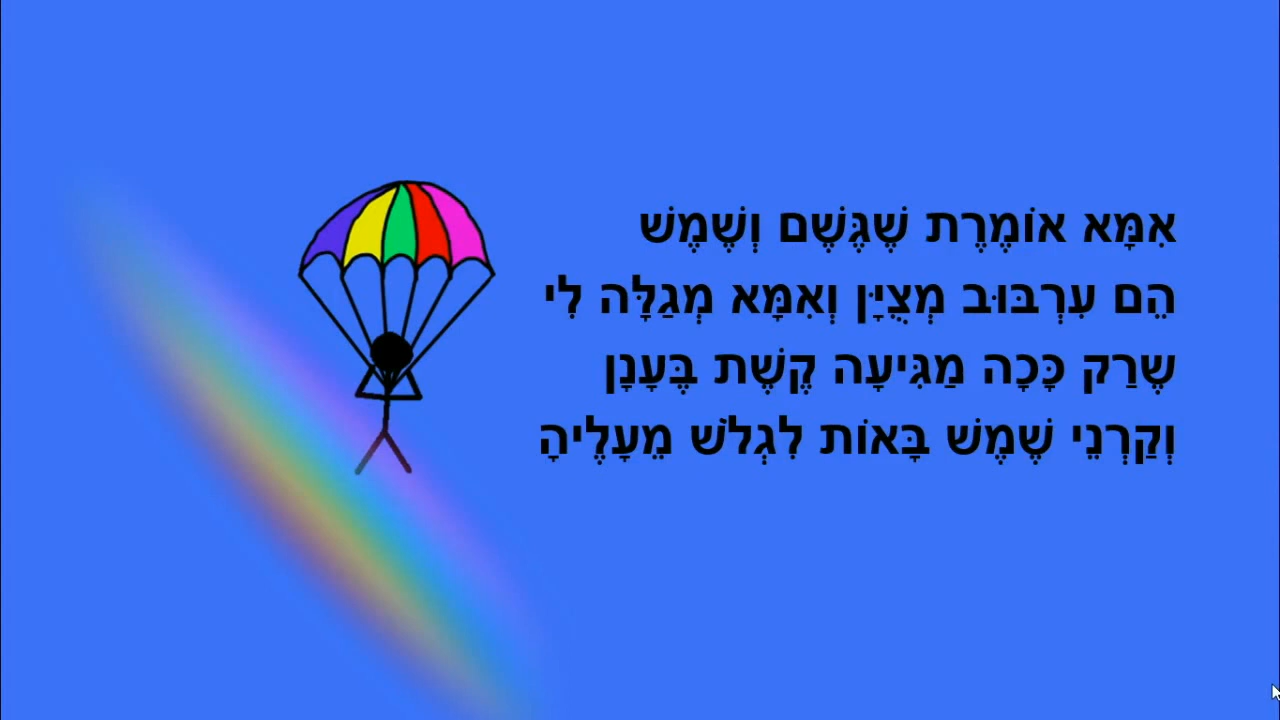 אִמָּא אוֹמֶרֶת שֶׁגֶּשֶׁם וְשֶׁמֶשׁ
הֵם עִרְבּוּב מְצֻיָּן וְאִמָּא מְגַלָּה לִי
שֶׁרַק כָּכָה מַגִּיעָה קֶשֶׁת בֶּעָנָן
וְקַרְנֵי שֶׁמֶשׁ בָּאוֹת לִגְלֹשׁ מֵעָלֶיהָ